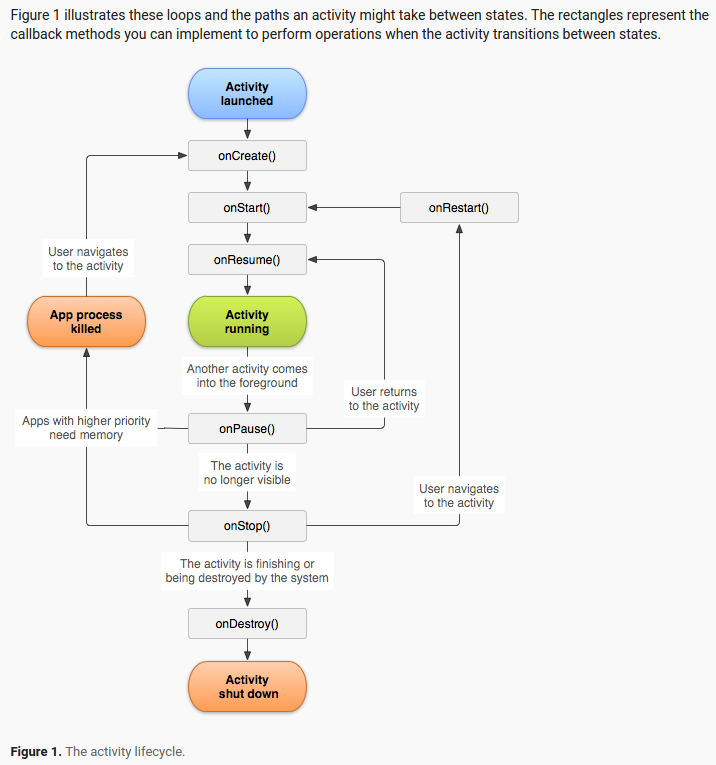 Figure 1 illustrates these loops and the paths an activity might take between states. The rectangles represent the
callback methods you can implement to perform operations when the activity transitions between states.
Activity
launched
onCreate()
onStart()
onRestart()
User navigates
to the activity
onResume()
App process
killed
Activity
running
Another activity comes
into the foreground
User returns
to the activity
Apps with higher priority
need memory
onPause()
The activity is
no longer visible
User navigates
to the activity
onStop()
The activity is finishing or
being destroyed by the system
onDestroy()
Activity
shut down
Figure 1. The activity lifecycle.